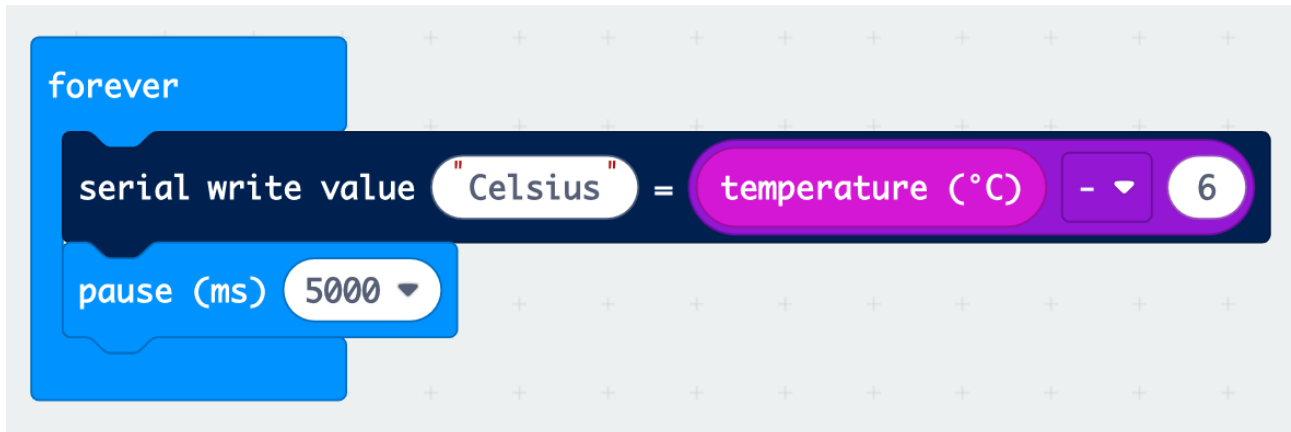 forever
serial write value "Celsius" = temperature (°C) - 6
pause (ms) 5000